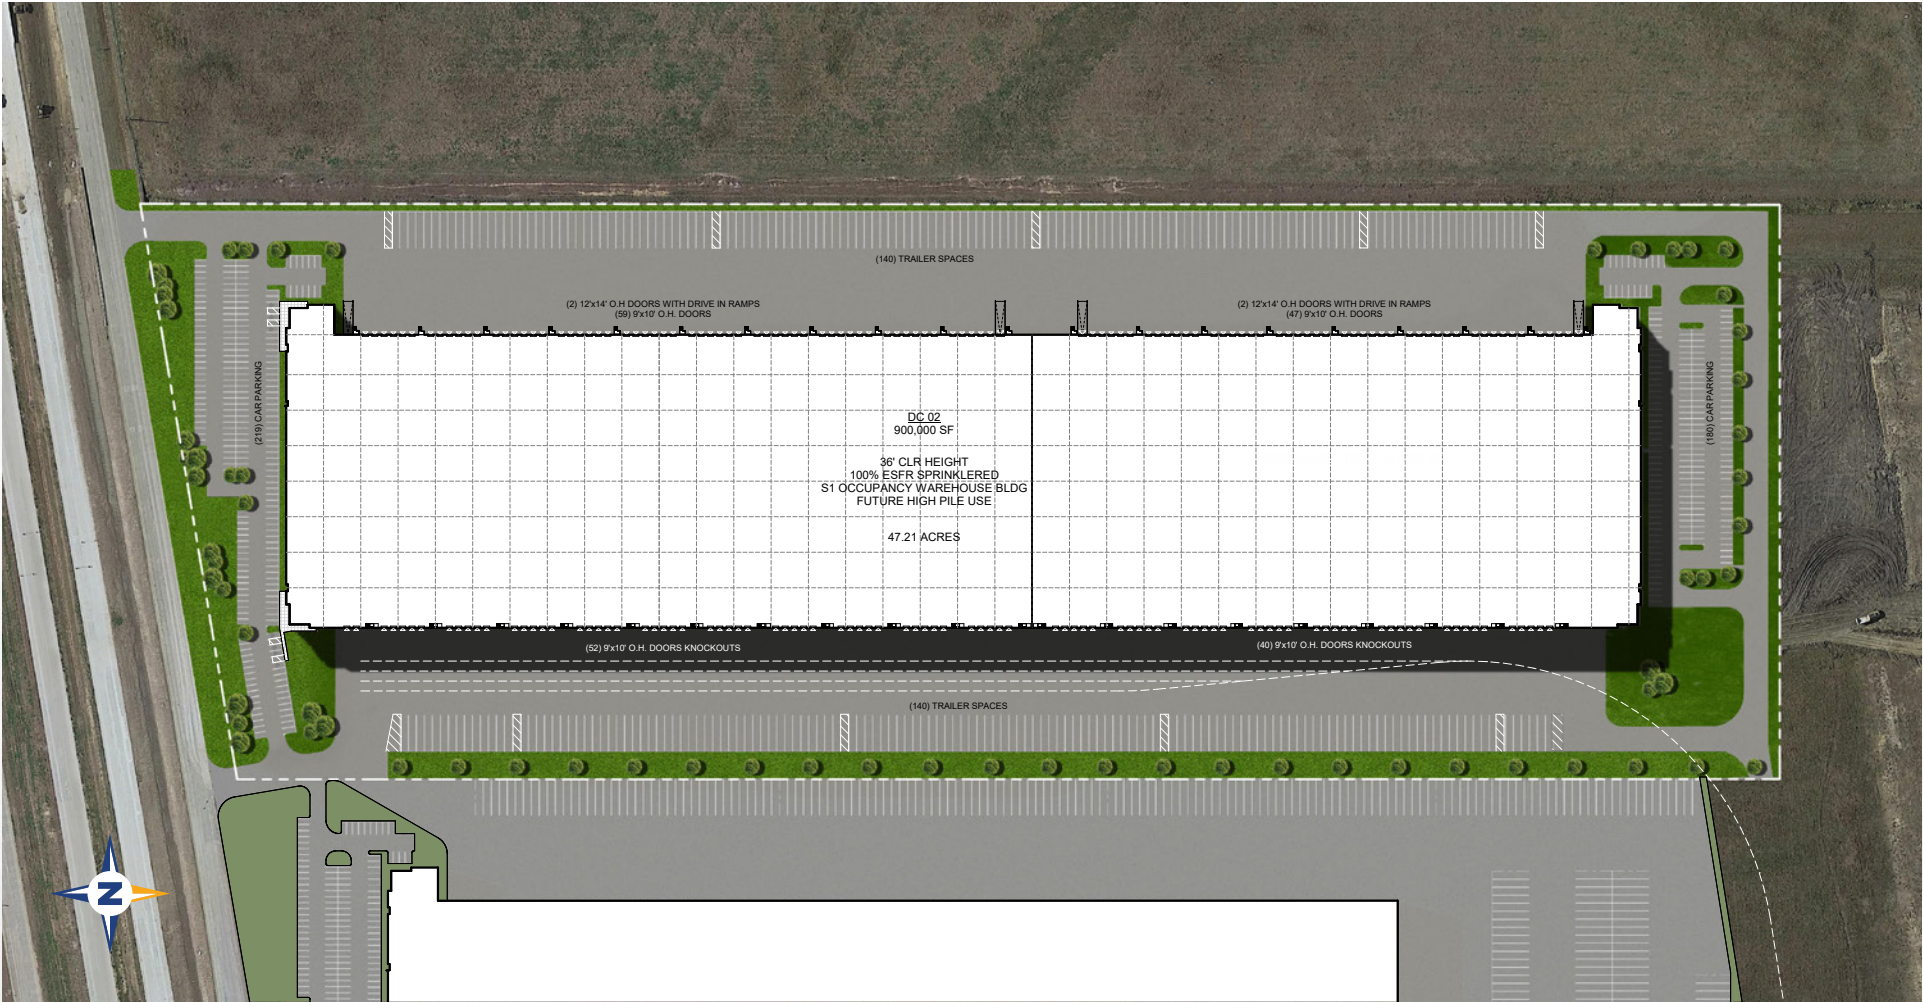 (140) TRAILER SPACES
(2) 12'x14' O.H DOORS WITH DRIVE IN RAMPS
(59) 9'x10' O.H. DOORS
(2) 12'x14' O.H DOORS WITH DRIVE IN RAMPS
(47) 9'x10' O.H. DOORS
(219) CAR PARKING
(180) CAR PARKING
DC 02
900,000 SF
36' CLR HEIGHT
100% ESFR SPRINKLERED
S1 OCCUPANCY WAREHOUSE BLDG
FUTURE HIGH PILE USE
47.21 ACRES
(52) 9'x10' O.H. DOORS KNOCKOUTS
(40) 9'x10' O.H. DOORS KNOCKOUTS
(140) TRAILER SPACES
N